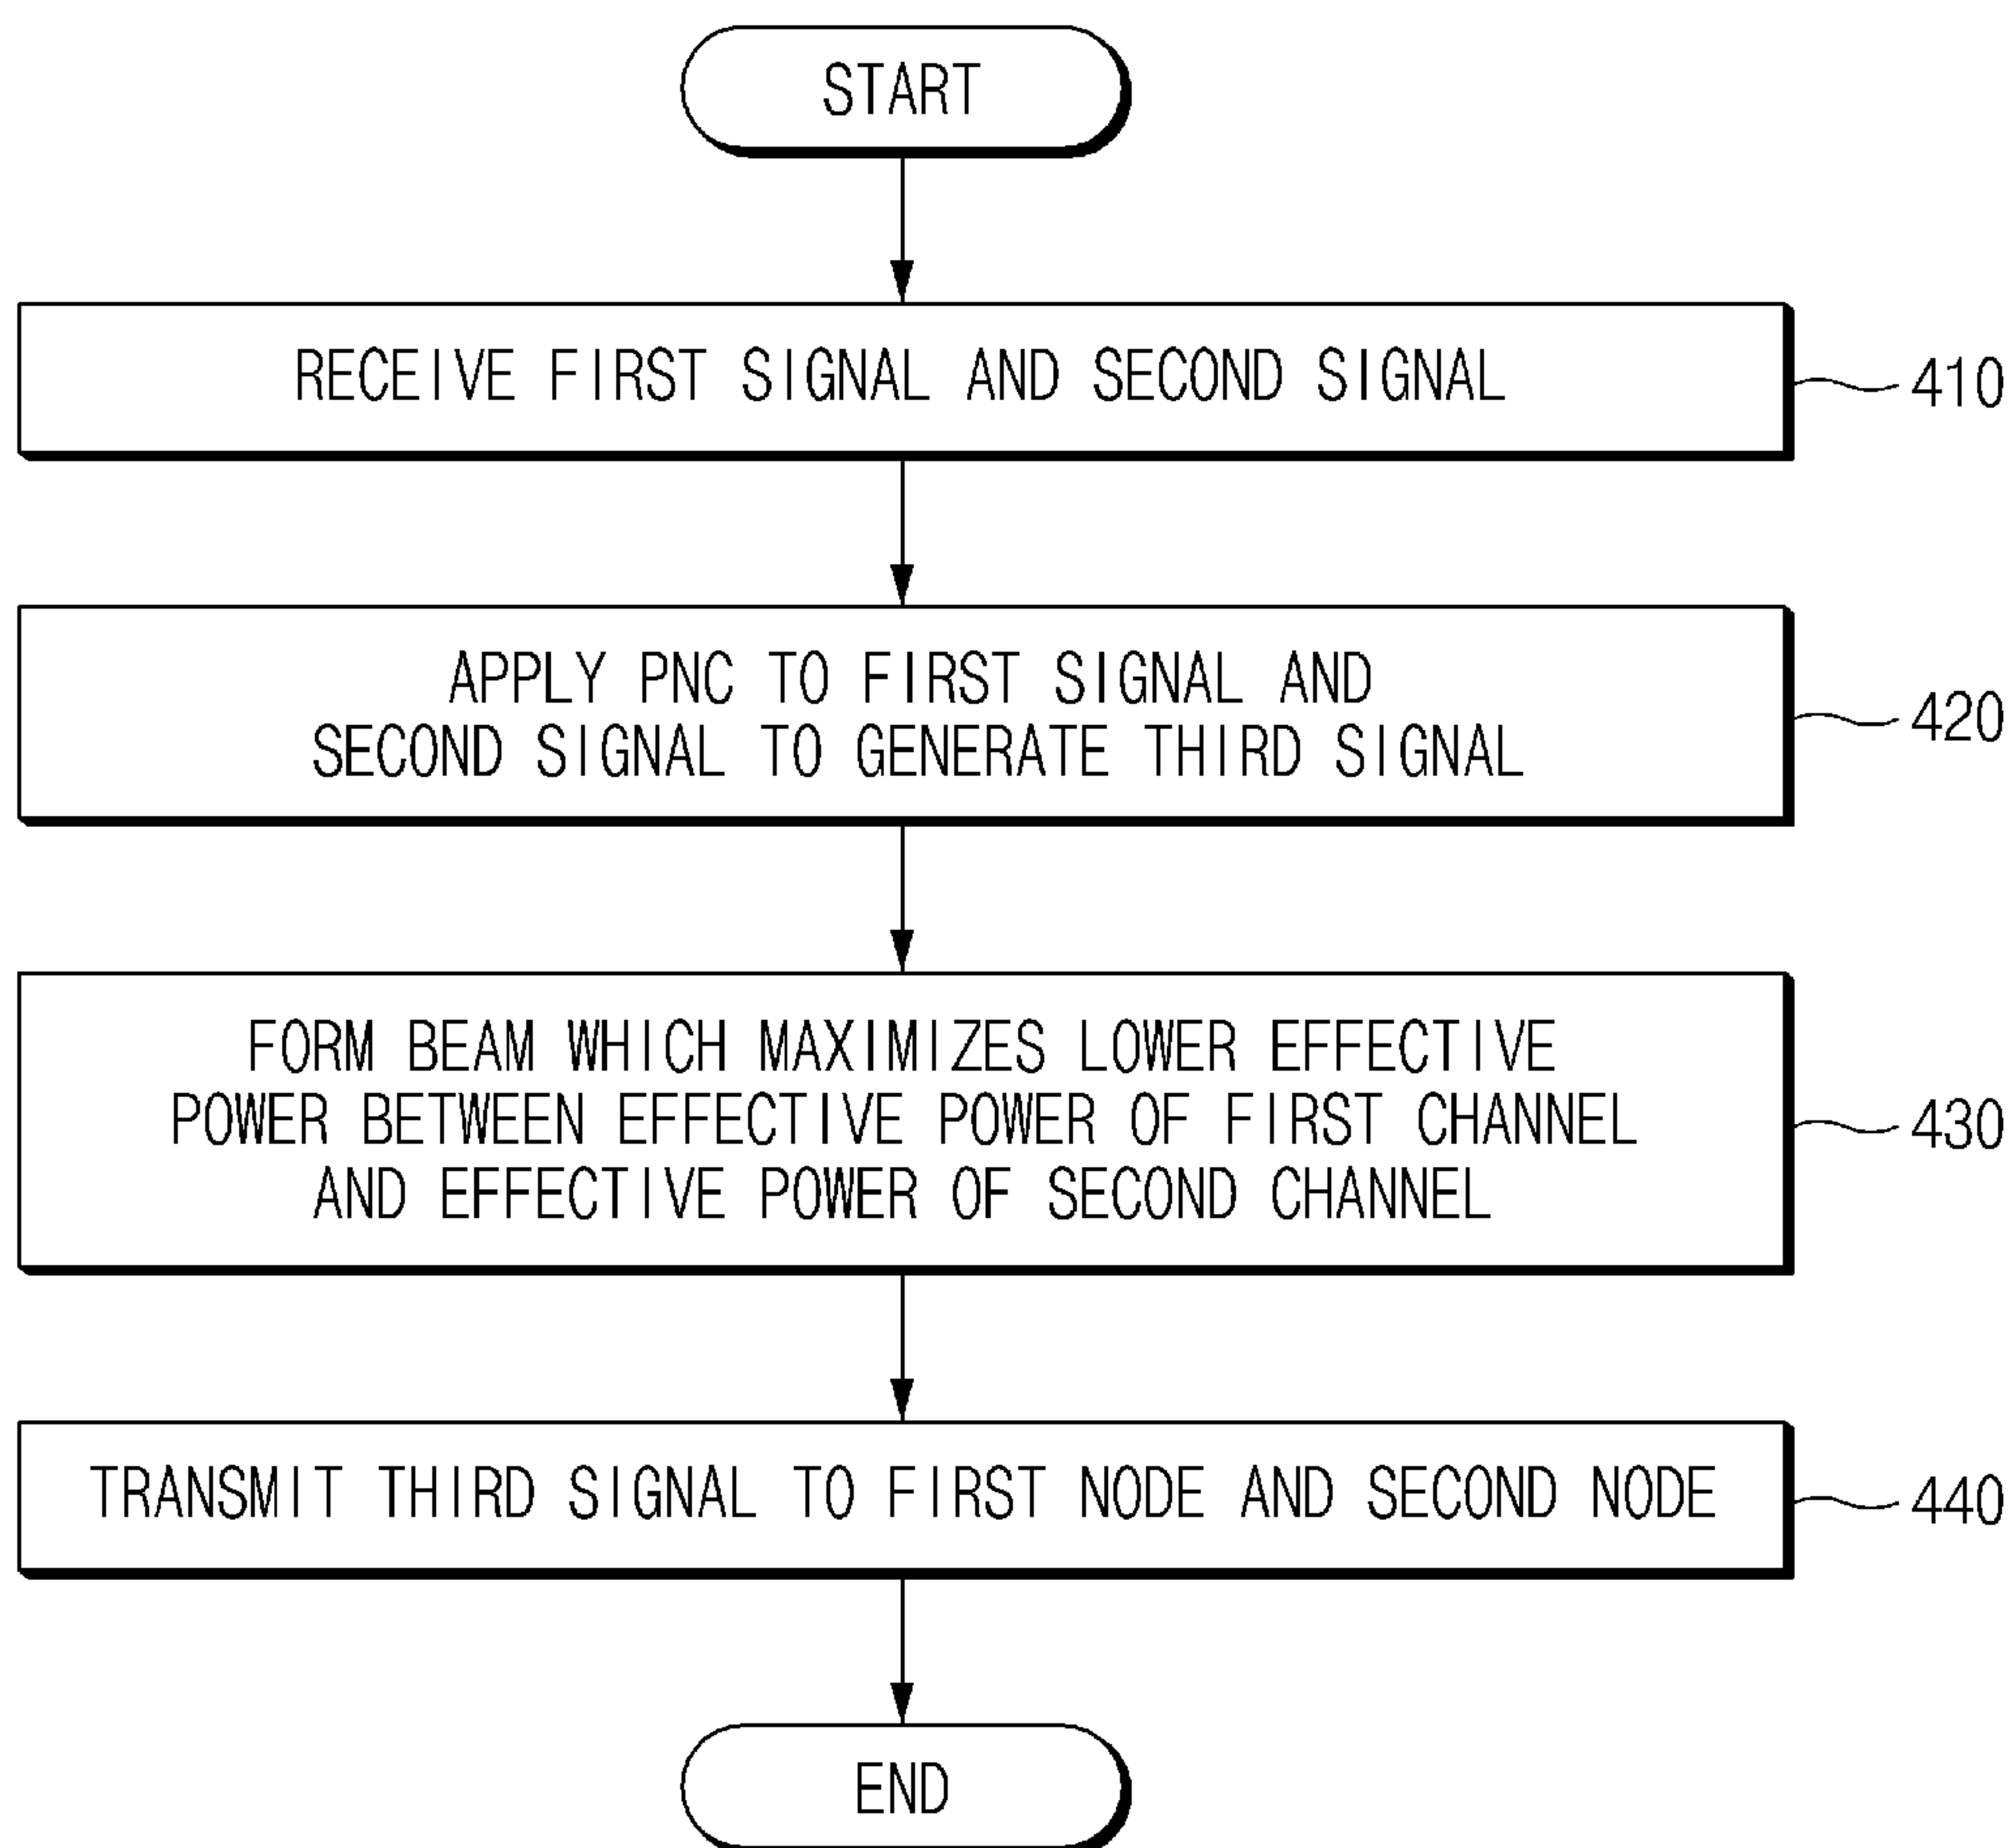 START
RECEIVE FIRST SIGNAL AND SECOND SIGNAL
410
APPLY PNC TO FIRST SIGNAL AND
SECOND SIGNAL TO GENERATE THIRD SIGNAL
420
FORM BEAM WHICH MAXIMIZES LOWER EFFECTIVE
POWER BETWEEN EFFECTIVE POWER OF FIRST CHANNEL
AND EFFECTIVE POWER OF SECOND CHANNEL
430
TRANSMIT THIRD SIGNAL TO FIRST NODE AND SECOND NODE
440
END